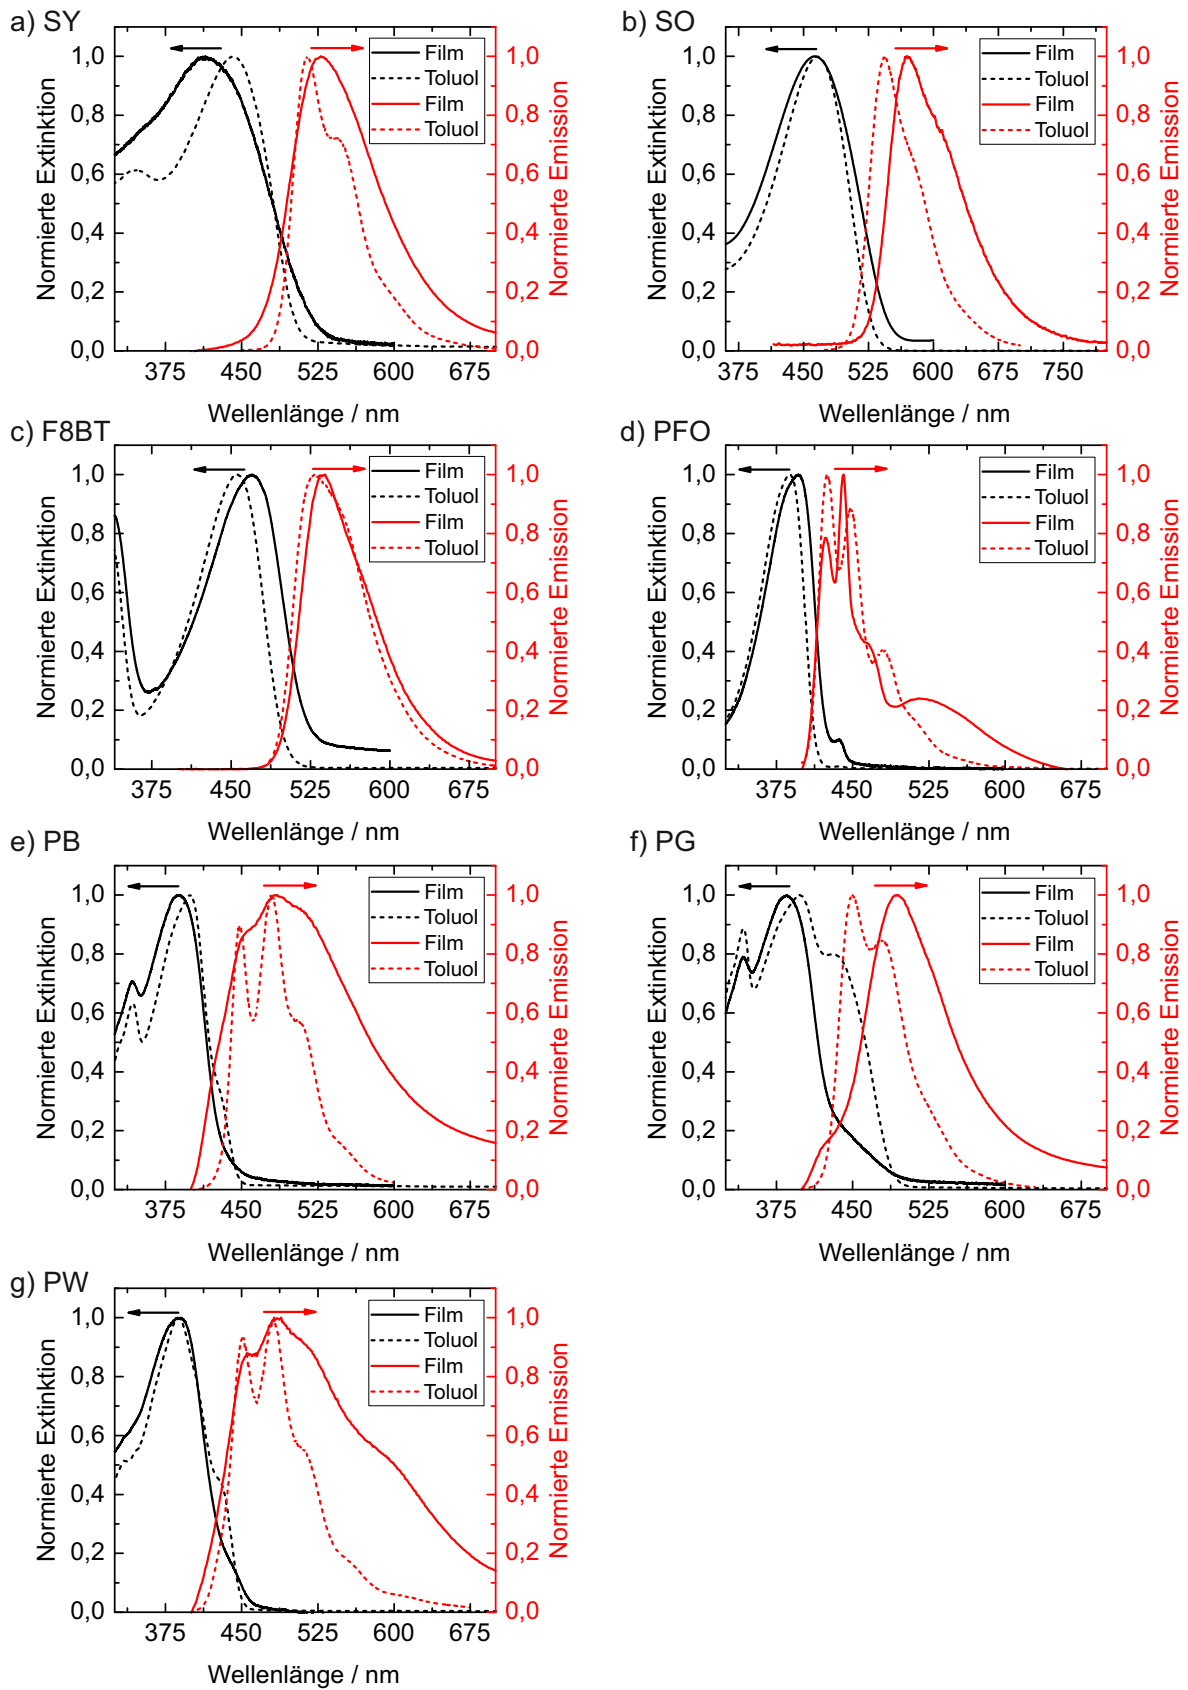 a) SY
Normierte Extinktion
1,0
0,8
0,6
0,4
0,2
0,0
375 450 525 600 675
Wellenlänge / nm
Film
Toluol
Film
Toluol
1,0
0,8
0,6
0,4
0,2
0,0
Normierte Emission
b) SO
Normierte Extinktion
1,0
0,8
0,6
0,4
0,2
0,0
375 450 525 600 675 750
Wellenlänge / nm
Film
Toluol
Film
Toluol
1,0
0,8
0,6
0,4
0,2
0,0
Normierte Emission
c) F8BT
Normierte Extinktion
1,0
0,8
0,6
0,4
0,2
0,0
375 450 525 600 675
Wellenlänge / nm
Film
Toluol
Film
Toluol
1,0
0,8
0,6
0,4
0,2
0,0
Normierte Emission
d) PFO
Normierte Extinktion
1,0
0,8
0,6
0,4
0,2
0,0
375 450 525 600 675
Wellenlänge / nm
Film
Toluol
Film
Toluol
1,0
0,8
0,6
0,4
0,2
0,0
Normierte Emission
e) PB
Normierte Extinktion
1,0
0,8
0,6
0,4
0,2
0,0
375 450 525 600 675
Wellenlänge / nm
Film
Toluol
Film
Toluol
1,0
0,8
0,6
0,4
0,2
0,0
Normierte Emission
f) PG
Normierte Extinktion
1,0
0,8
0,6
0,4
0,2
0,0
375 450 525 600 675
Wellenlänge / nm
Film
Toluol
Film
Toluol
1,0
0,8
0,6
0,4
0,2
0,0
Normierte Emission
g) PW
Normierte Extinktion
1,0
0,8
0,6
0,4
0,2
0,0
375 450 525 600 675
Wellenlänge / nm
Film
Toluol
Film
Toluol
1,0
0,8
0,6
0,4
0,2
0,0
Normierte Emission